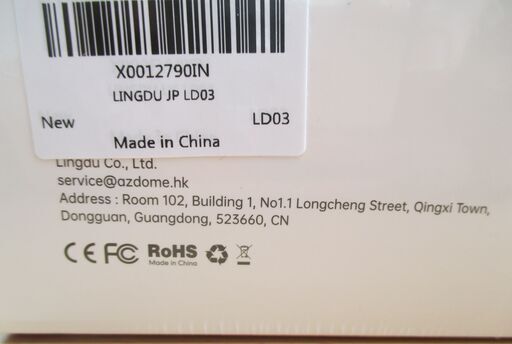 X0012790IN
LINGDU JP LD03
New LD03
Made in China
Lingdu Co., Ltd.
service@azdome.hk
Address : Room 102, Building 1, No1.1 Longcheng Street, Qingxi Town,
Dongguan, Guangdong, 523660, CN
CE FC RoHS
Made in China